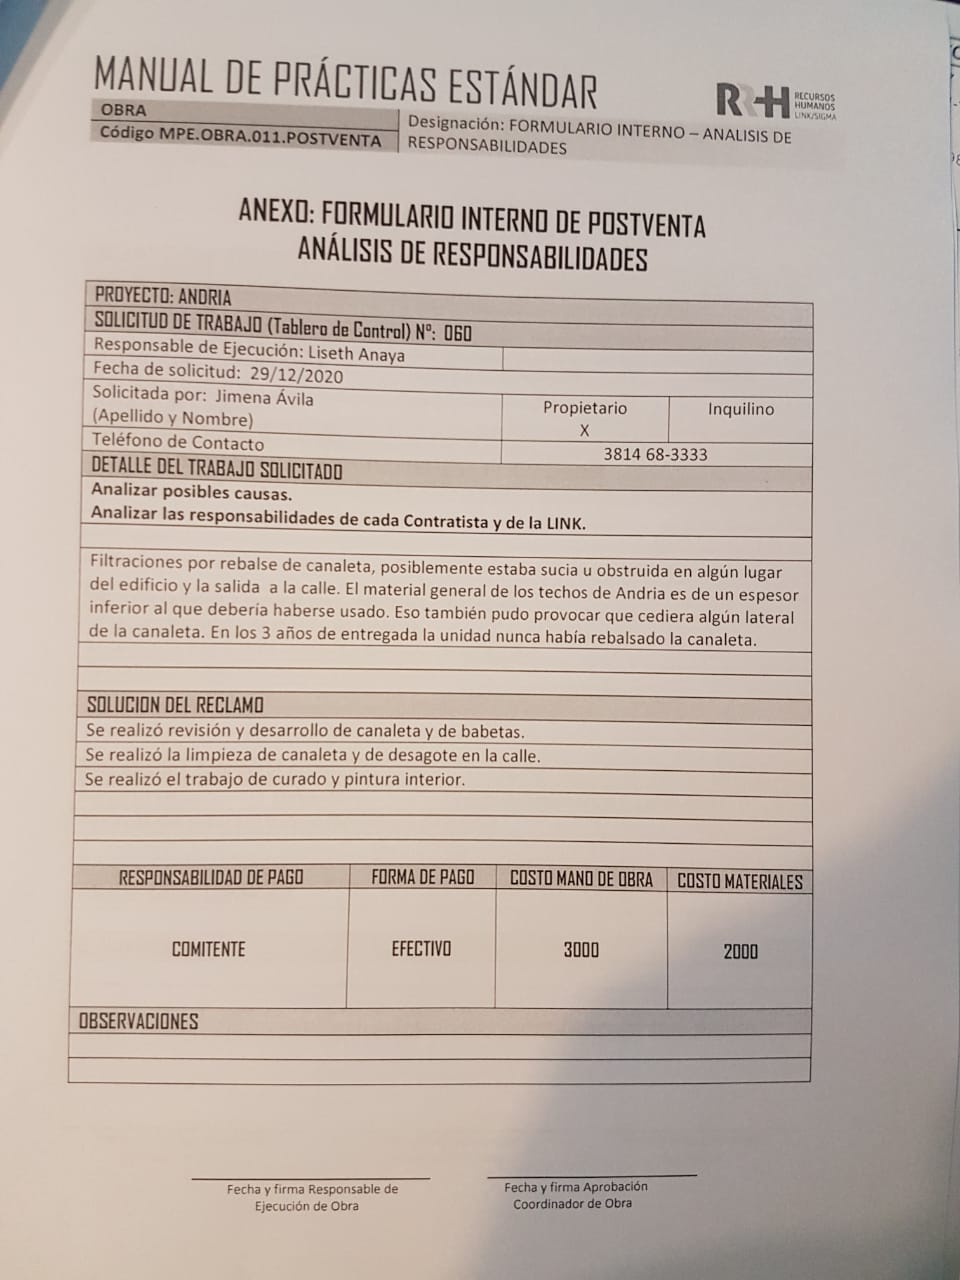 MANUAL DE PRÁCTICAS ESTÁNDAR
RRH RECURSOS
HUMANOS
LINK/SIGMA
OBRA
Código MPE.OBRA.011.POSTVENTA
Designación: FORMULARIO INTERNO – ANALISIS DE
RESPONSABILIDADES
ANEXO: FORMULARIO INTERNO DE POSTVENTA
ANÁLISIS DE RESPONSABILIDADES
PROYECTO: ANDRIA
SOLICITUD DE TRABAJO (Tablero de Control) Nº: 060
Responsable de Ejecución: Liseth Anaya
Fecha de solicitud: 29/12/2020
Solicitada por: Jimena Ávila
(Apellido y Nombre)
Propietario
X
Inquilino
Teléfono de Contacto
3814 68-3333
DETALLE DEL TRABAJO SOLICITADO
Analizar posibles causas.
Analizar las responsabilidades de cada Contratista y de la LINK.
Filtraciones por rebalse de canaleta, posiblemente estaba sucia u obstruida en algún lugar
del edificio y la salida a la calle. El material general de los techos de Andria es de un espesor
inferior al que debería haberse usado. Eso también pudo provocar que cediera algún lateral
de la canaleta. En los 3 años de entregada la unidad nunca había rebalsado la canaleta.
SOLUCION DEL RECLAMO
Se realizó revisión y desarrollo de canaleta y de babetas.
Se realizó la limpieza de canaleta y de desagote en la calle.
Se realizó el trabajo de curado y pintura interior.
RESPONSABILIDAD DE PAGO
FORMA DE PAGO
COSTO MANO DE OBRA
COSTO MATERIALES
COMITENTE
EFECTIVO
3000
2000
OBSERVACIONES
Fecha y firma Responsable de
Ejecución de Obra
Fecha y firma Aprobación
Coordinador de Obra